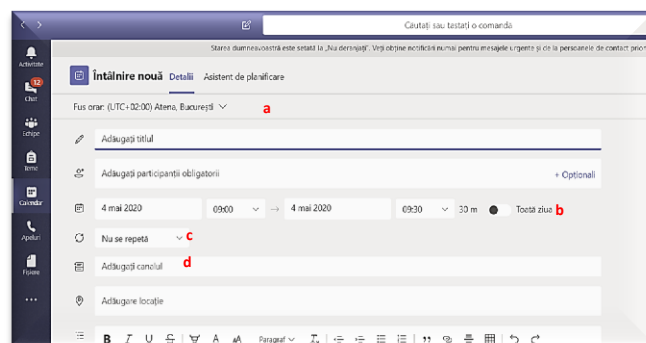 Căutați sau tastați o comandă
Starea dumneavoastră este setată la „Nu deranjați”. Veți obține notificări numai pentru mesajele urgente și de la persoanele de contact prior
Activitate
12
Chat
Echipe
Teme
Calendar
Apeluri
Fișiere
Întâlnire nouă Detalii Asistent de planificare
Fus orar: (UTC+02:00) Atena, București a
Adăugați titlul
Adăugați participanții obligatorii + Opționali
4 mai 2020 09:00 → 4 mai 2020 09:30 30 m Toată ziua b
Nu se repetă c
Adăugați canalul d
Adăugare locație
B I U S A AA Paragraf